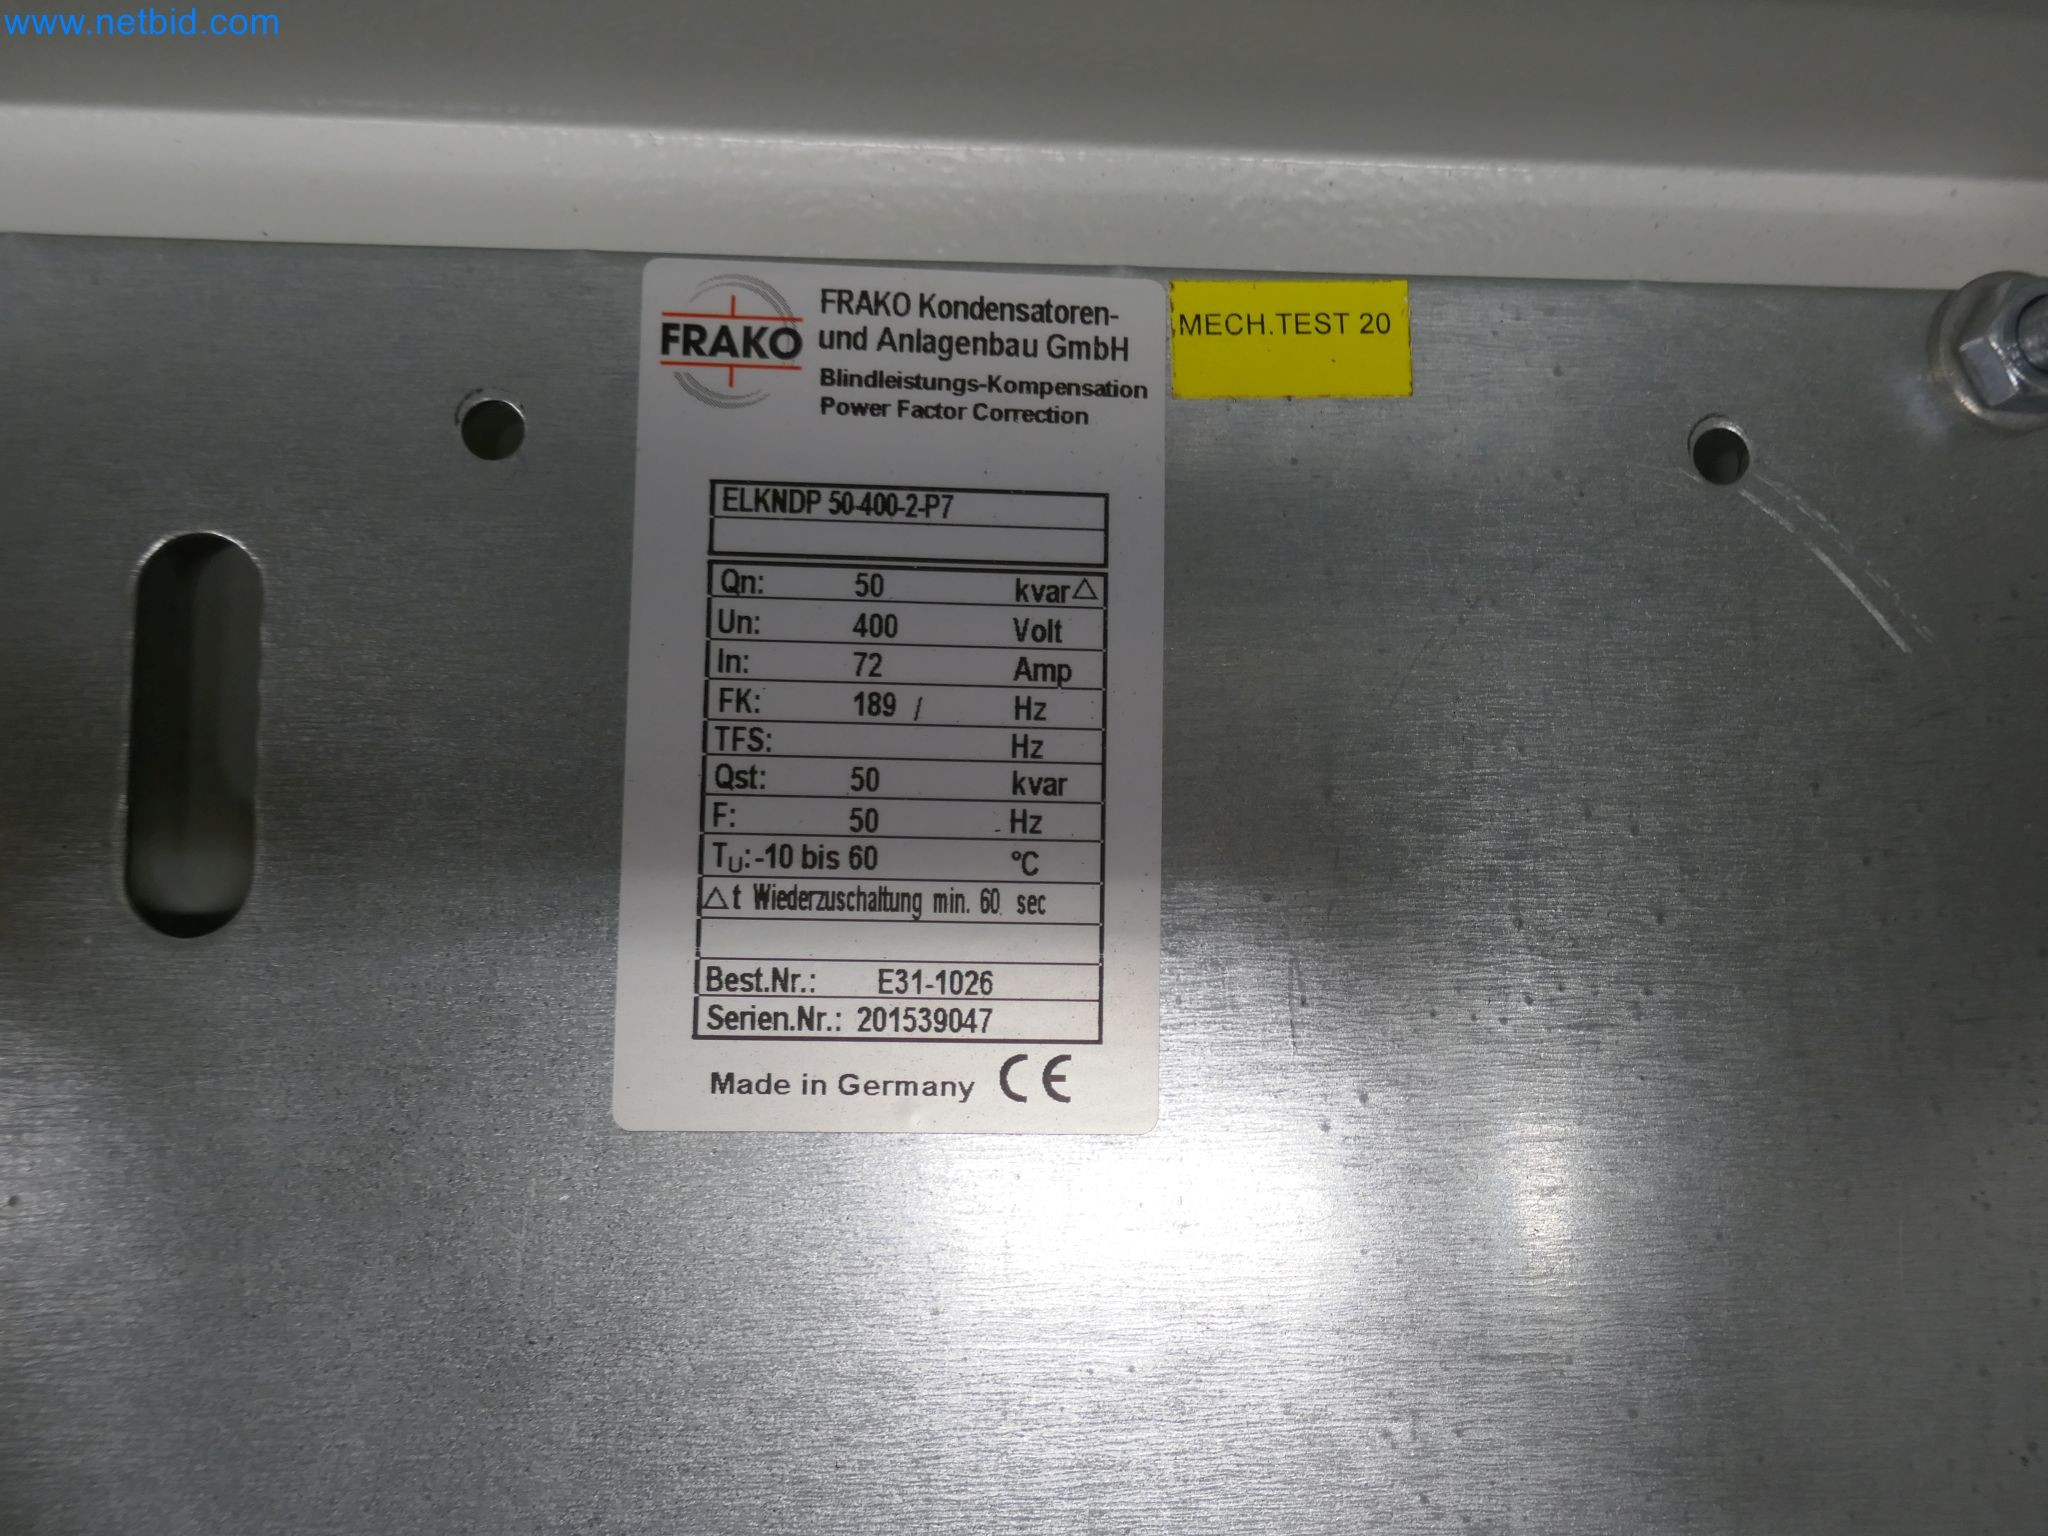 www.netbid.com
FRAKO
FRAKO Kondensatoren-
und Anlagenbau GmbH
Blindleistungs-Kompensation
Power Factor Correction
MECH.TEST 20
ELKNDP 50-400-2-P7
Qn: 50 kvar△
Un: 400 Volt
In: 72 Amp
FK: 189 / Hz
TFS: Hz
Qst: 50 kvar
F: 50 Hz
TU: -10 bis 60 °C
△t Wiederzuschaltung min. 60 sec
Best.Nr.: E31-1026
Serien.Nr.: 201539047
Made in Germany CE